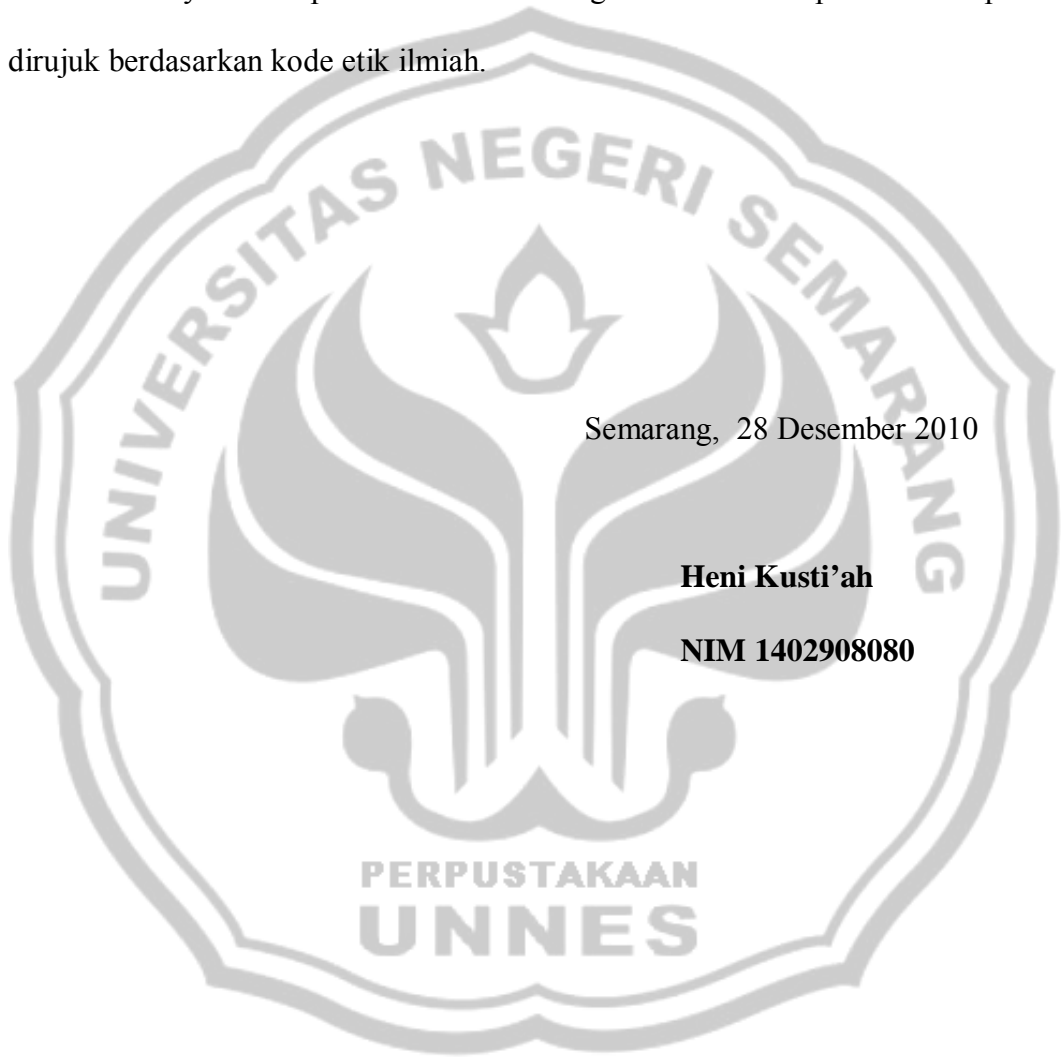 dirujuk berdasarkan kode etik ilmiah.
UNIVERSITAS NEGERI SEMARANG
Semarang, 28 Desember 2010
Heni Kusti’ah
NIM 1402908080
PERPUSTAKAAN
UNNES